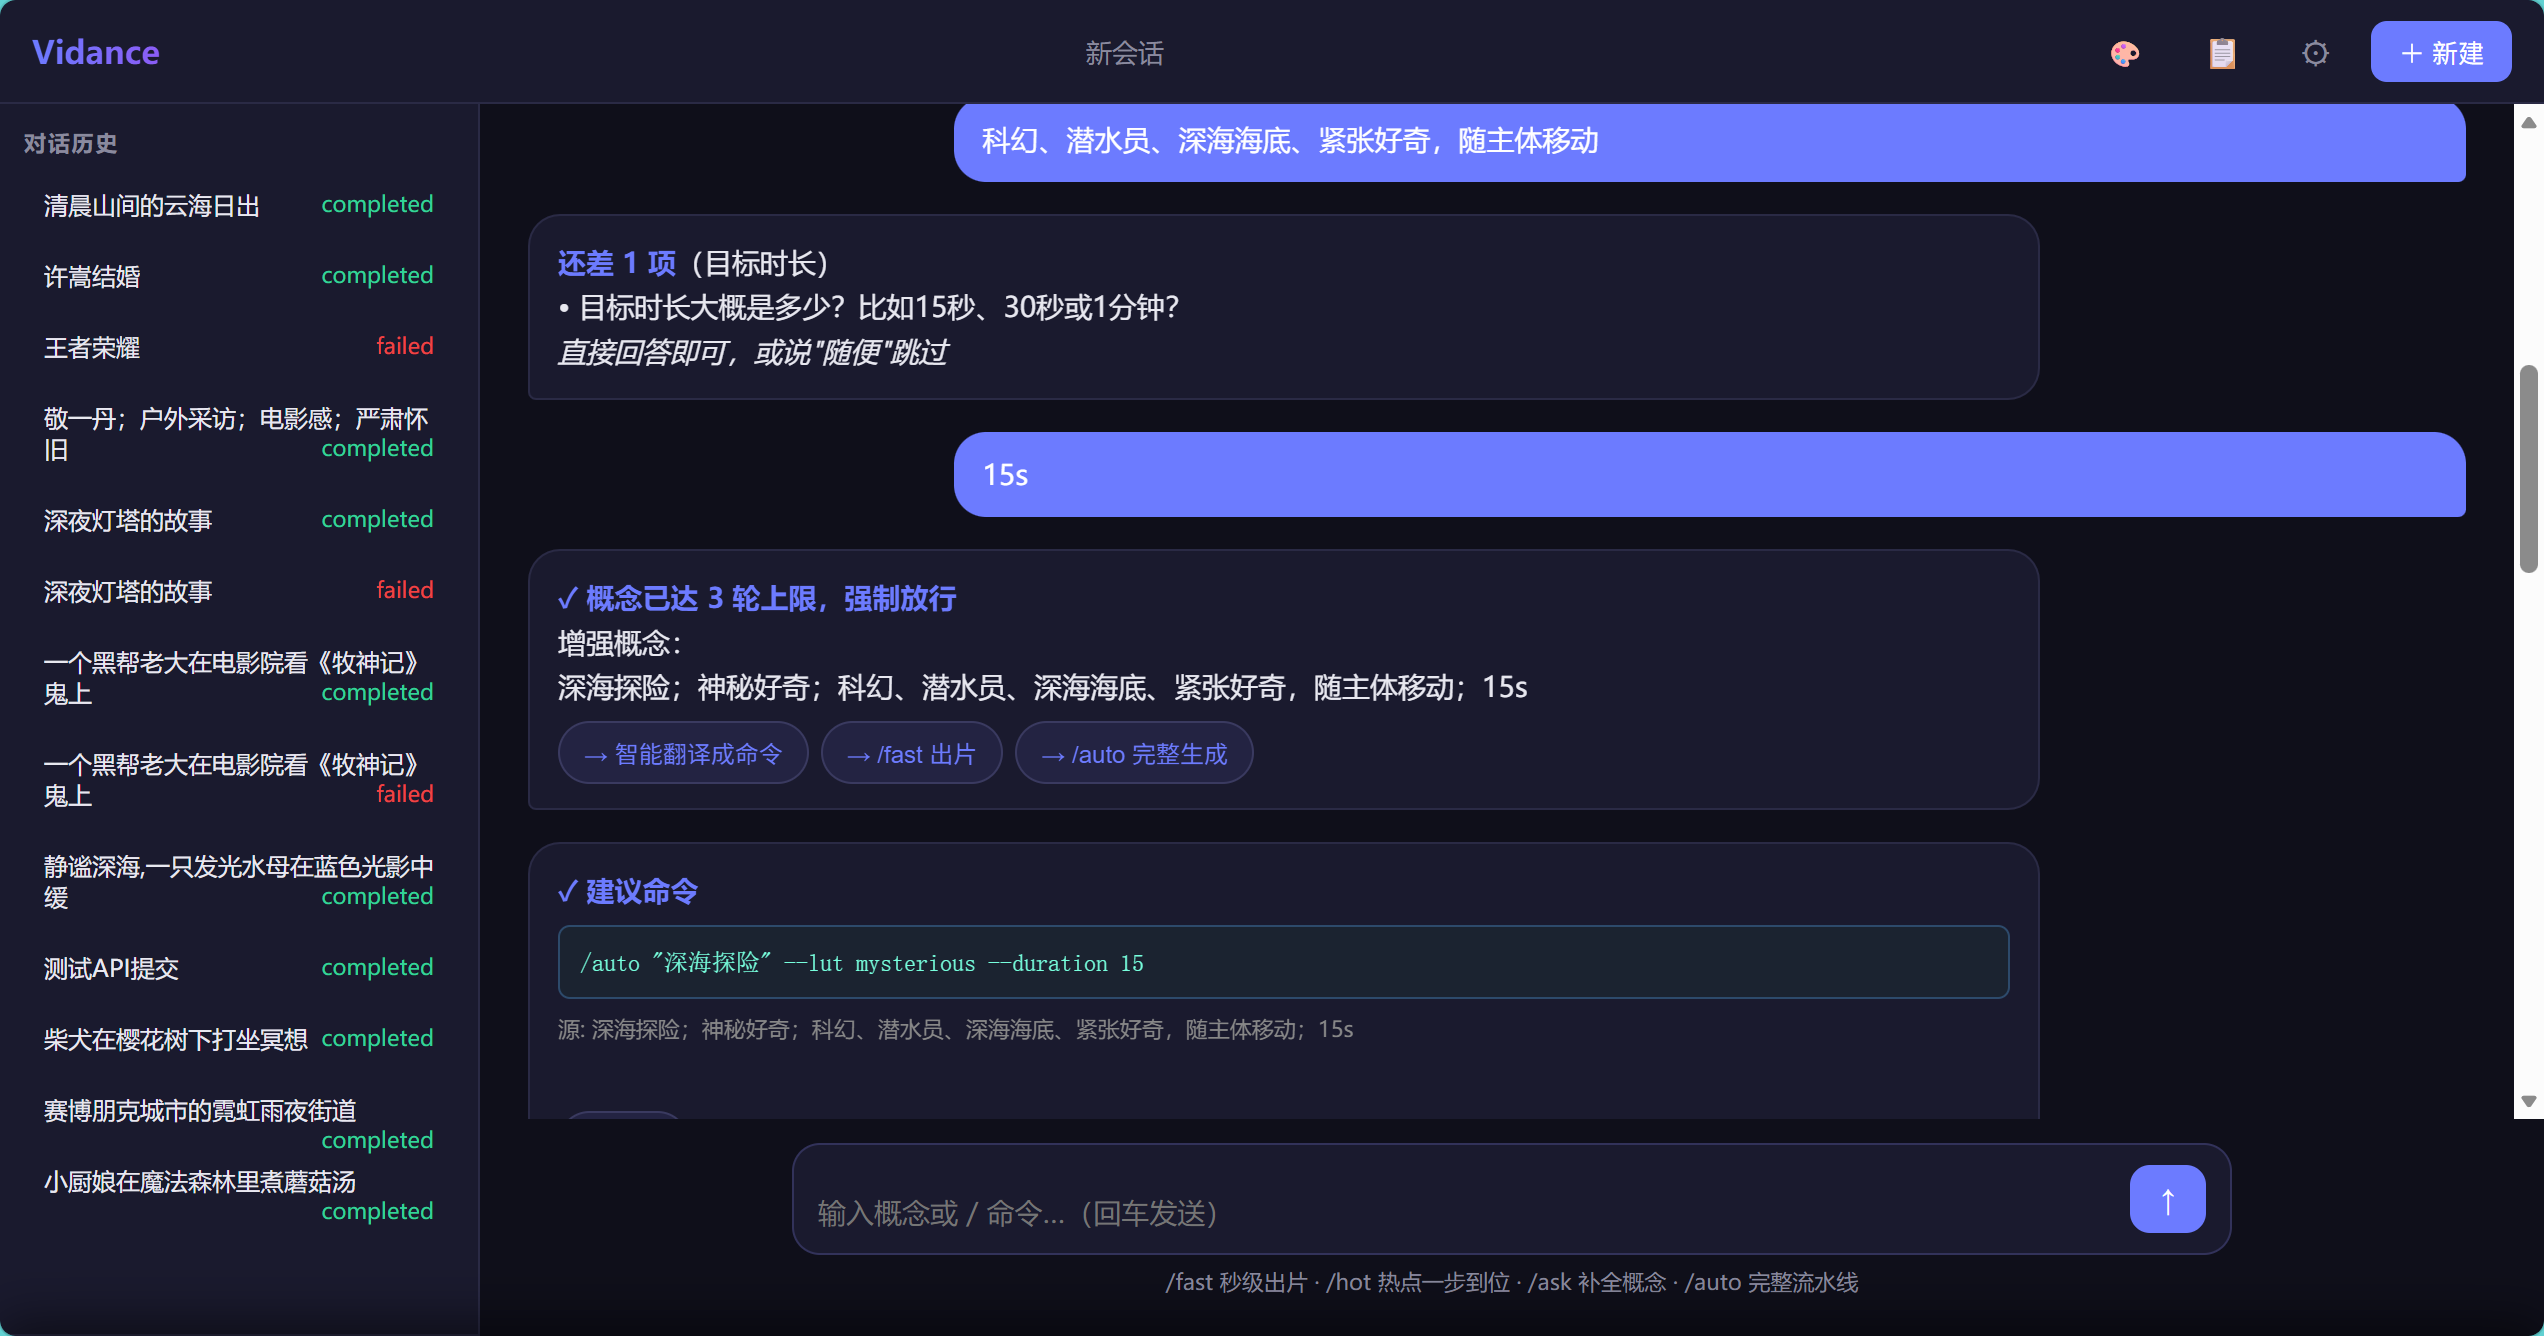 Vidance
新会话
+ 新建
对话历史
清晨山间的云海日出 completed
许嵩结婚 completed
王者荣耀 failed
敬一丹；户外采访；电影感；严肃怀
旧 completed
深夜灯塔的故事 completed
深夜灯塔的故事 failed
一个黑帮老大在电影院看《牧神记》
鬼上 completed
一个黑帮老大在电影院看《牧神记》
鬼上 failed
静谧深海,一只发光水母在蓝色光影中
缓 completed
测试API提交 completed
柴犬在樱花树下打坐冥想 completed
赛博朋克城市的霓虹雨夜街道
completed
小厨娘在魔法森林里煮蘑菇汤
completed
科幻、潜水员、深海海底、紧张好奇，随主体移动
还差 1 项（目标时长）
• 目标时长大概是多少？比如15秒、30秒或1分钟？
直接回答即可，或说"随便"跳过
15s
✓ 概念已达 3 轮上限，强制放行
增强概念：
深海探险；神秘好奇；科幻、潜水员、深海海底、紧张好奇，随主体移动；15s
→ 智能翻译成命令 → /fast 出片 → /auto 完整生成
✓ 建议命令
/auto "深海探险" --lut mysterious --duration 15
源: 深海探险；神秘好奇；科幻、潜水员、深海海底、紧张好奇，随主体移动；15s
输入概念或 / 命令...（回车发送）
↑
/fast 秒级出片 · /hot 热点一步到位 · /ask 补全概念 · /auto 完整流水线